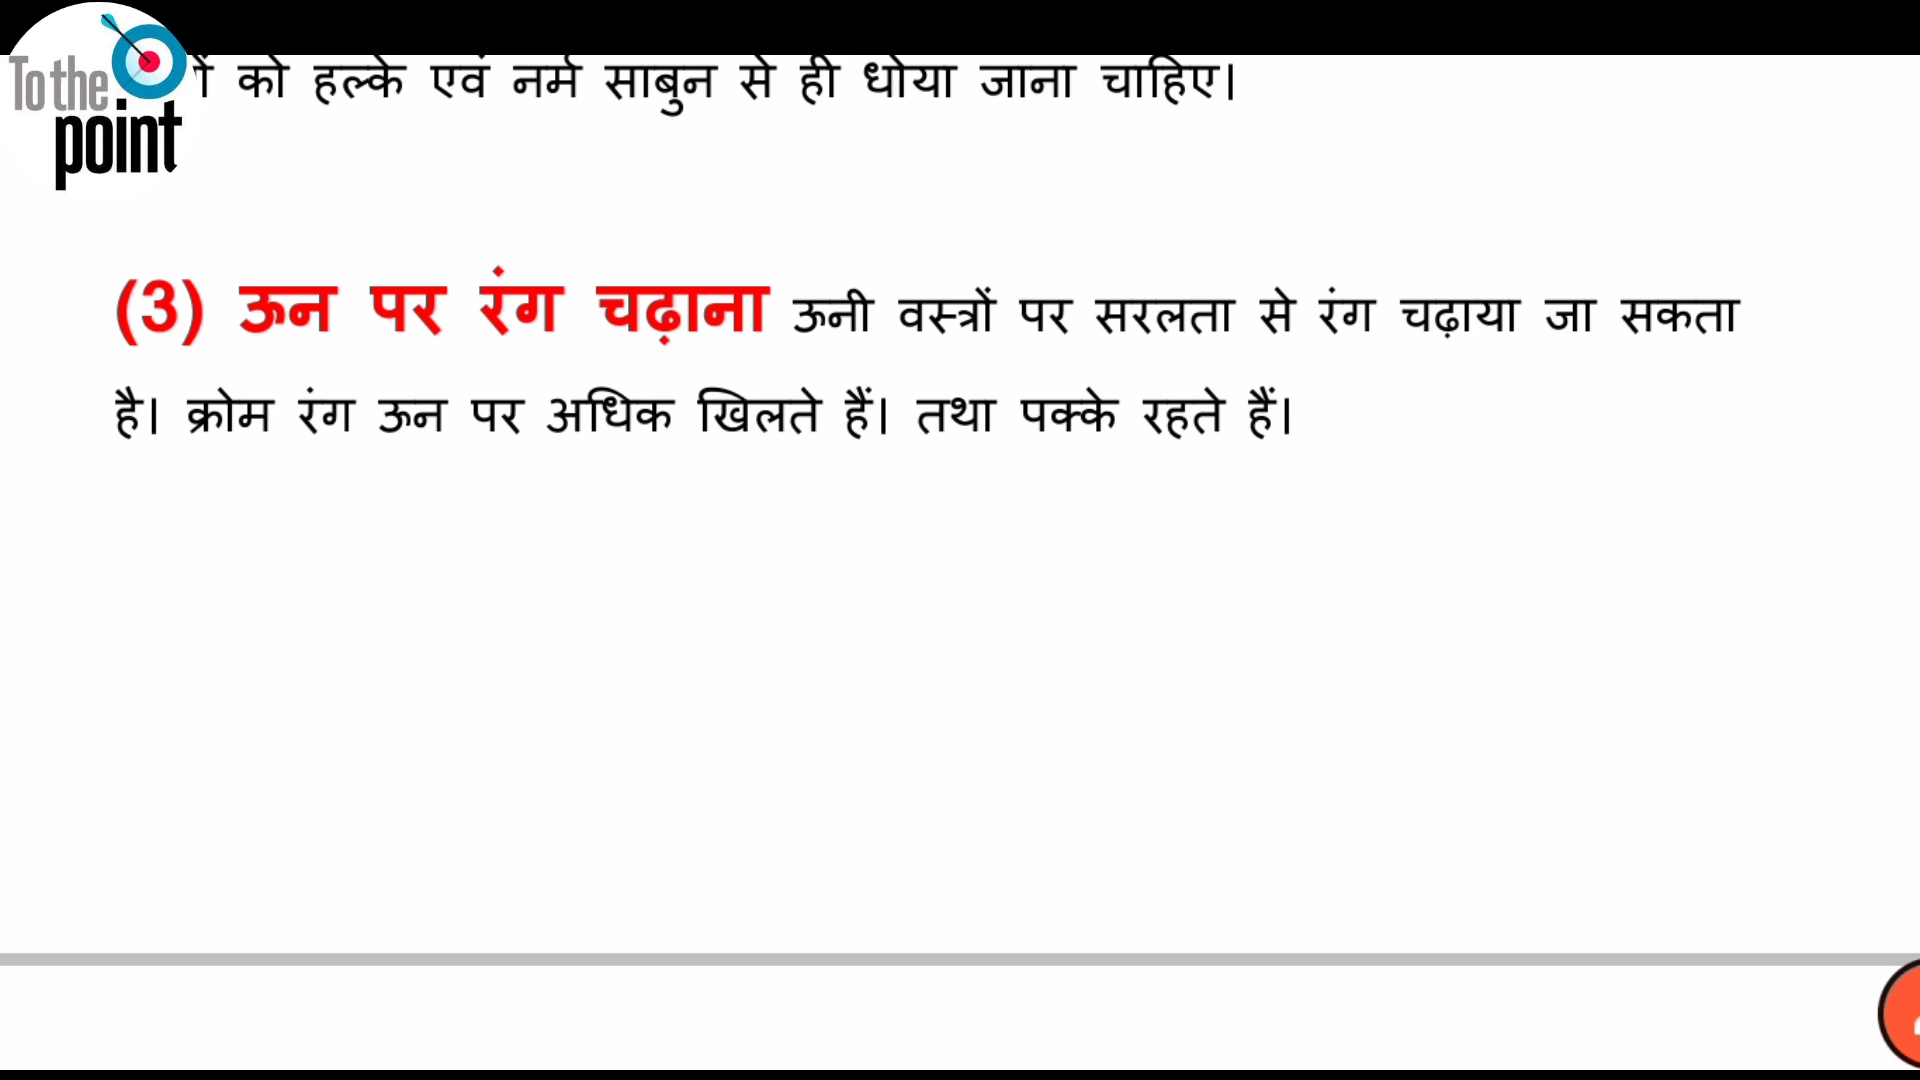 To the
point
को हल्के एवं नर्म साबुन से ही धोया जाना चाहिए।
(3) ऊन पर रंग चढ़ाना ऊनी वस्त्रों पर सरलता से रंग चढ़ाया जा सकता
है। क्रोम रंग ऊन पर अधिक खिलते हैं। तथा पक्के रहते हैं।